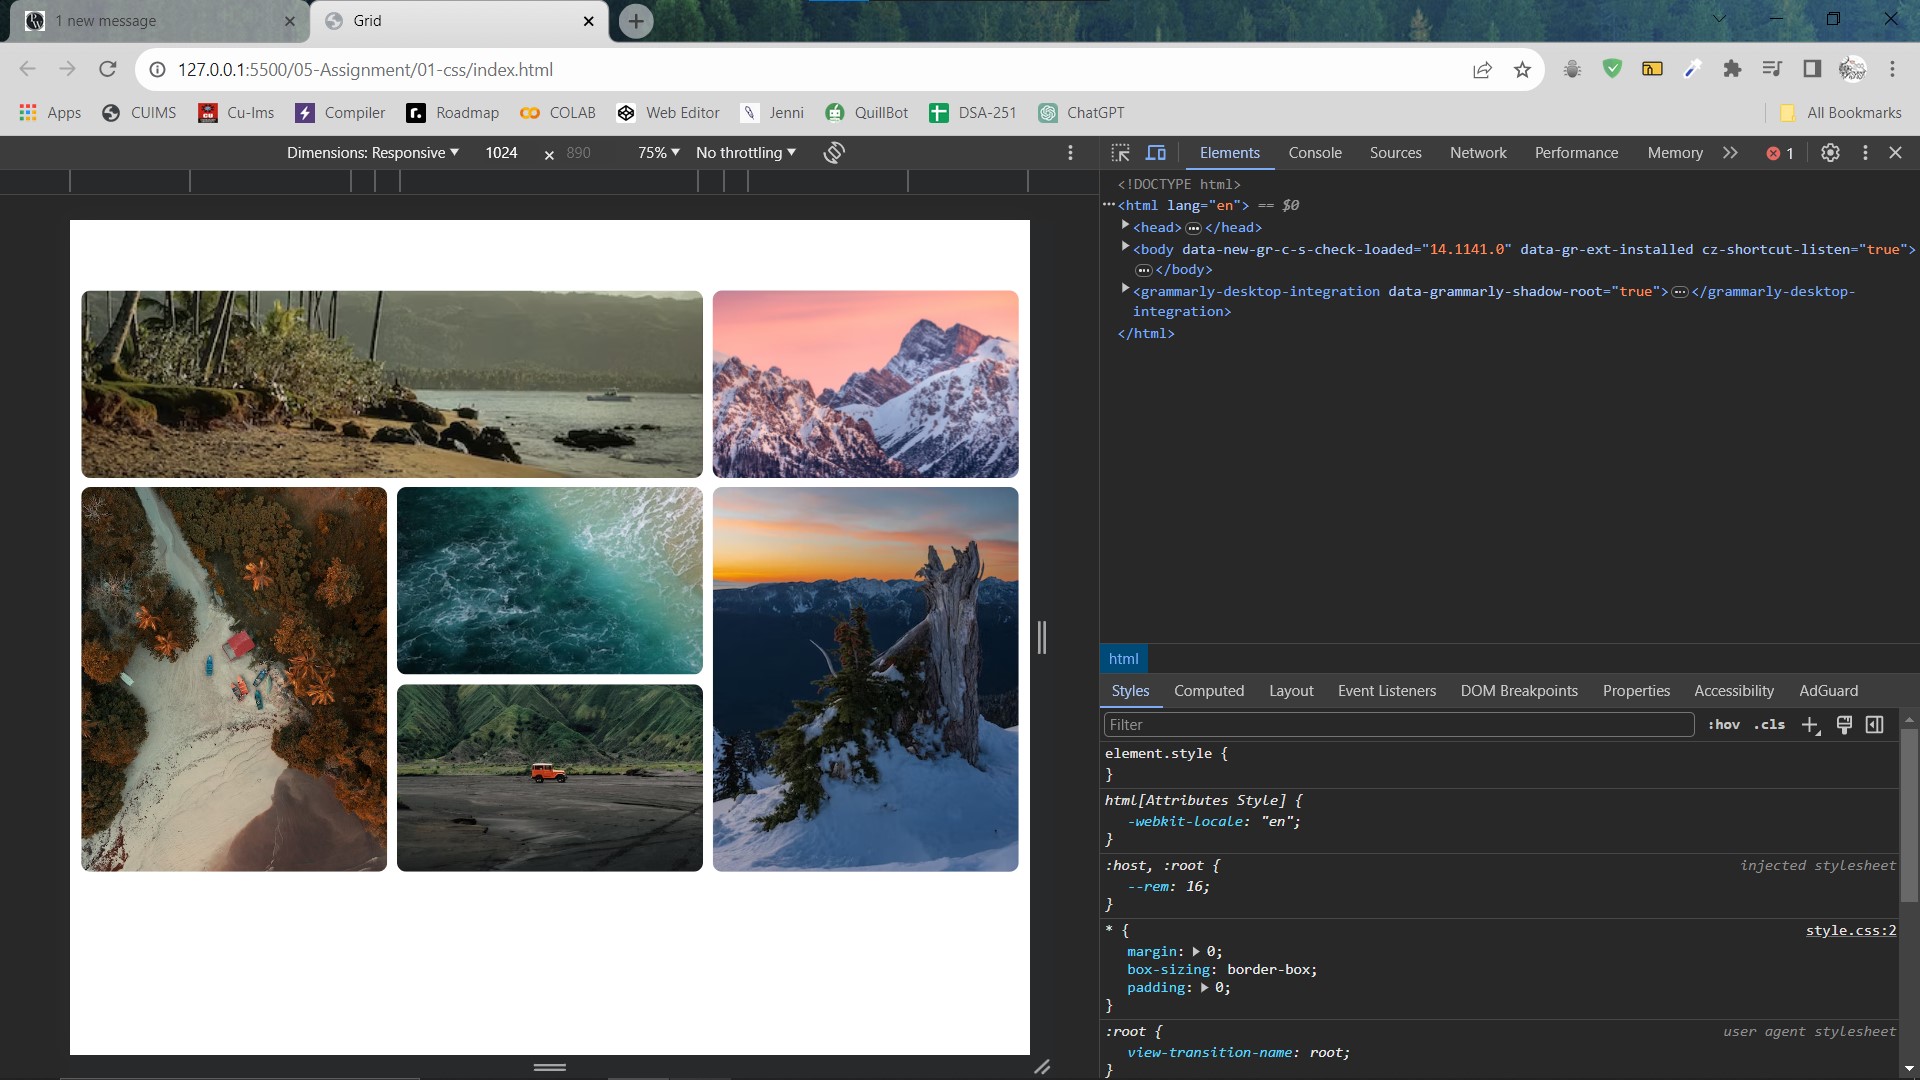 1 new message
Grid
127.0.0.1:5500/05-Assignment/01-css/index.html
Apps CUIMS Cu-lms Compiler Roadmap COLAB Web Editor Jenni QuillBot DSA-251 ChatGPT All Bookmarks
Dimensions: Responsive 1024 × 890 75% No throttling
Elements Console Sources Network Performance Memory 1
<!DOCTYPE html>
<html lang="en"> == $0
<head> </head>
<body data-new-gr-c-s-check-loaded="14.1141.0" data-gr-ext-installed cz-shortcut-listen="true">
</body>
<grammarly-desktop-integration data-grammarly-shadow-root="true"> </grammarly-desktop-
integration>
</html>
html
Styles Computed Layout Event Listeners DOM Breakpoints Properties Accessibility AdGuard
Filter :hov .cls
element.style {
}
html[Attributes Style] {
-webkit-locale: "en";
}
:host, :root { injected stylesheet
--rem: 16;
}
* { style.css:2
margin: 0;
box-sizing: border-box;
padding: 0;
}
:root { user agent stylesheet
view-transition-name: root;
}